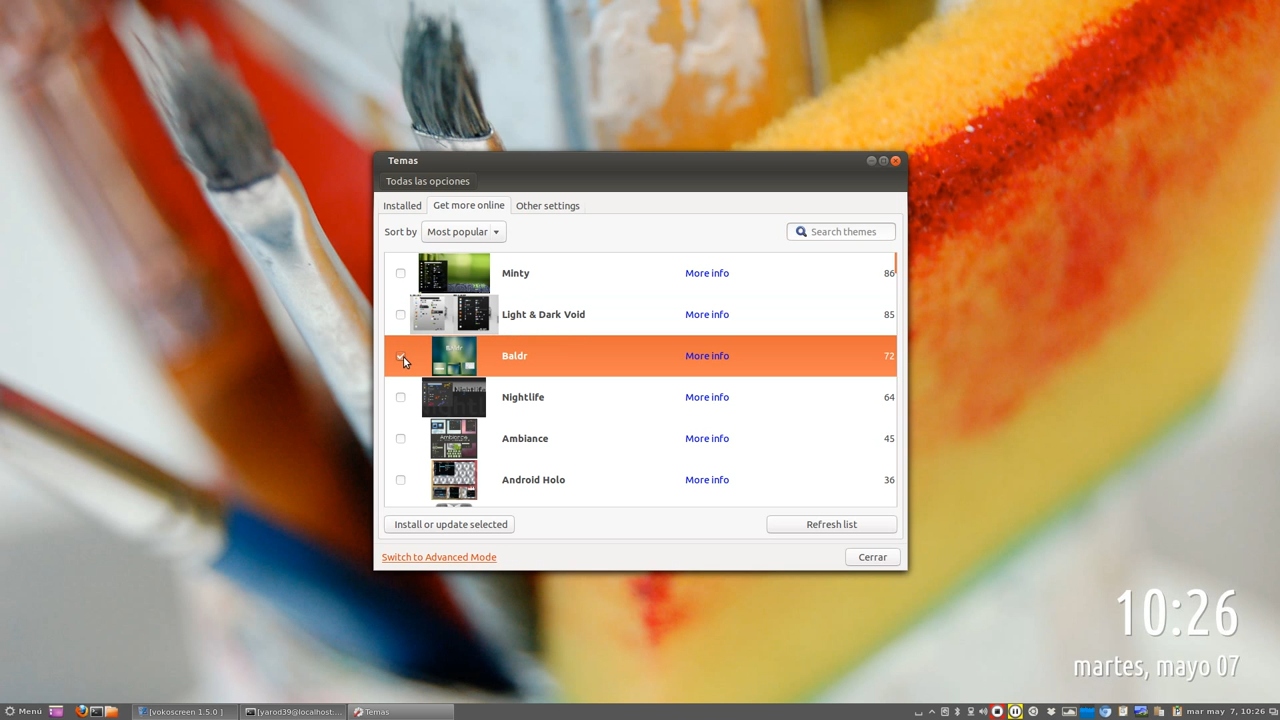 Temas
Todas las opciones
Installed Get more online Other settings
Sort by Most popular Search themes
Minty More info 86
Light & Dark Void More info 85
Baldr More info 72
Nightlife More info 64
Ambiance More info 45
Android Holo More info 36
Install or update selected Refresh list
Switch to Advanced Mode Cerrar
10:26
martes, mayo 07
Menú [vokoscreen 1.5.0 ] [yarod39@localhost:... Temas mar may 7, 10:26